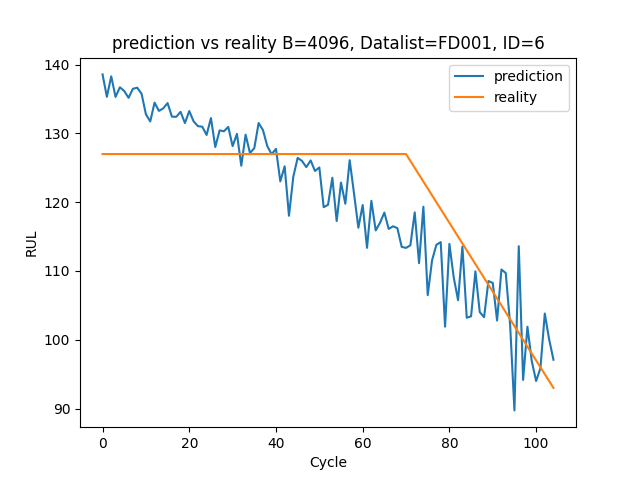 prediction vs reality B=4096, Datalist=FD001, ID=6
prediction
reality
140
130
120
110
100
90
RUL
0 20 40 60 80 100
Cycle